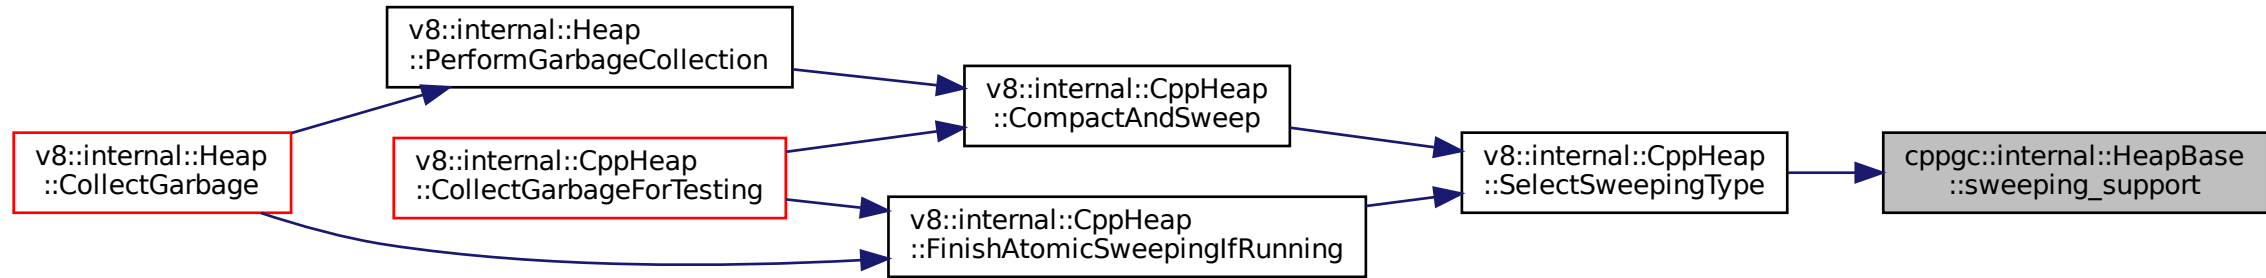 v8::internal::Heap
::PerformGarbageCollection
v8::internal::Heap
::CollectGarbage
v8::internal::CppHeap
::CollectGarbageForTesting
v8::internal::CppHeap
::CompactAndSweep
v8::internal::CppHeap
::FinishAtomicSweepingIfRunning
v8::internal::CppHeap
::SelectSweepingType
cppgc::internal::HeapBase
::sweeping_support